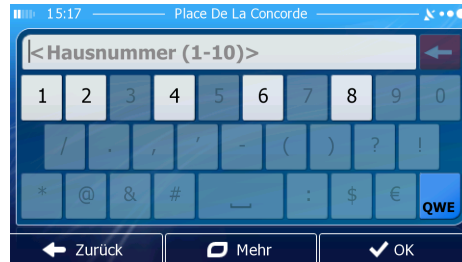 15:17 Place De La Concorde
<Hausnummer (1-10)>
1 2 3 4 5 6 7 8 9 0
/ . , ' - ( ) ? !
* @ & # : $ € QWE
Zurück Mehr OK